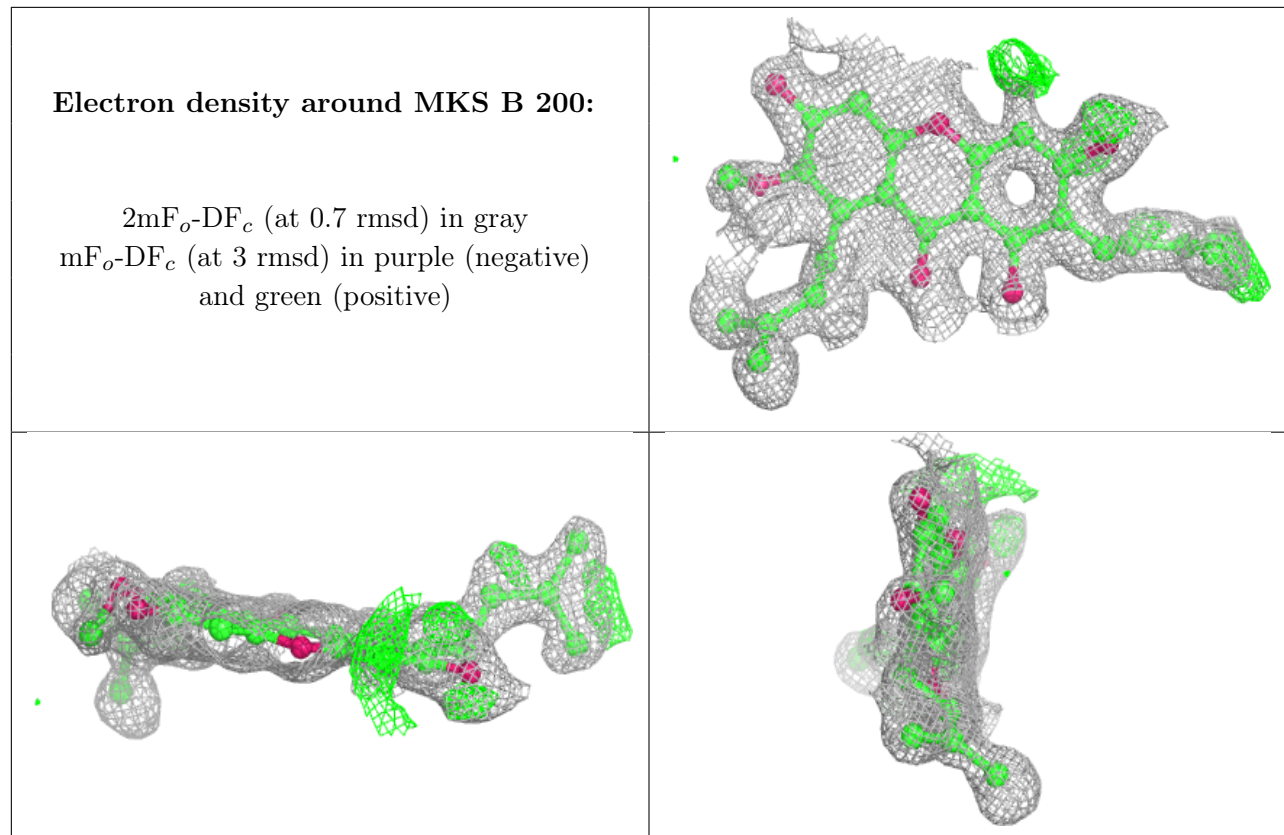 Electron density around MKS B 200:
2mFₒ-DF𝒸 (at 0.7 rmsd) in gray
mFₒ-DF𝒸 (at 3 rmsd) in purple (negative)
and green (positive)